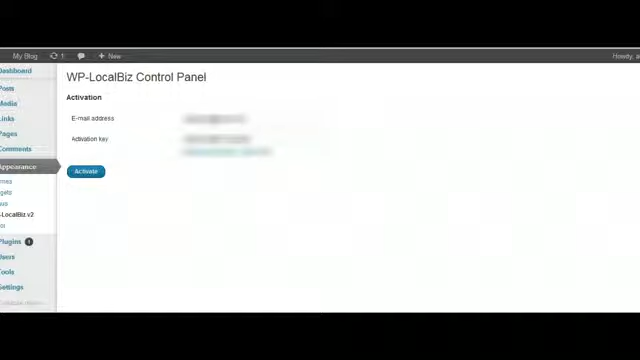 My Blog 1 + New Howdy, a
Dashboard
WP-LocalBiz Control Panel
Posts
Activation
Media
Links
E-mail address
Pages
Activation key
Comments
Appearance
Activate
-LocalBiz v2
Plugins 1
Users
Tools
Settings